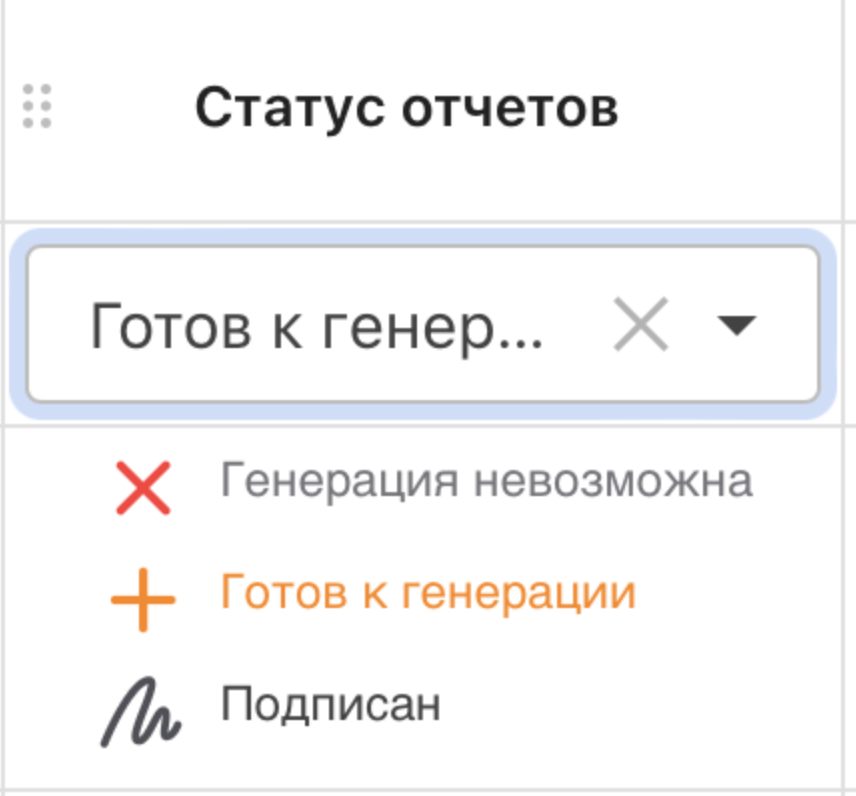 Статус отчетов
Готов к генер...
Генерация невозможна
Готов к генерации
Подписан